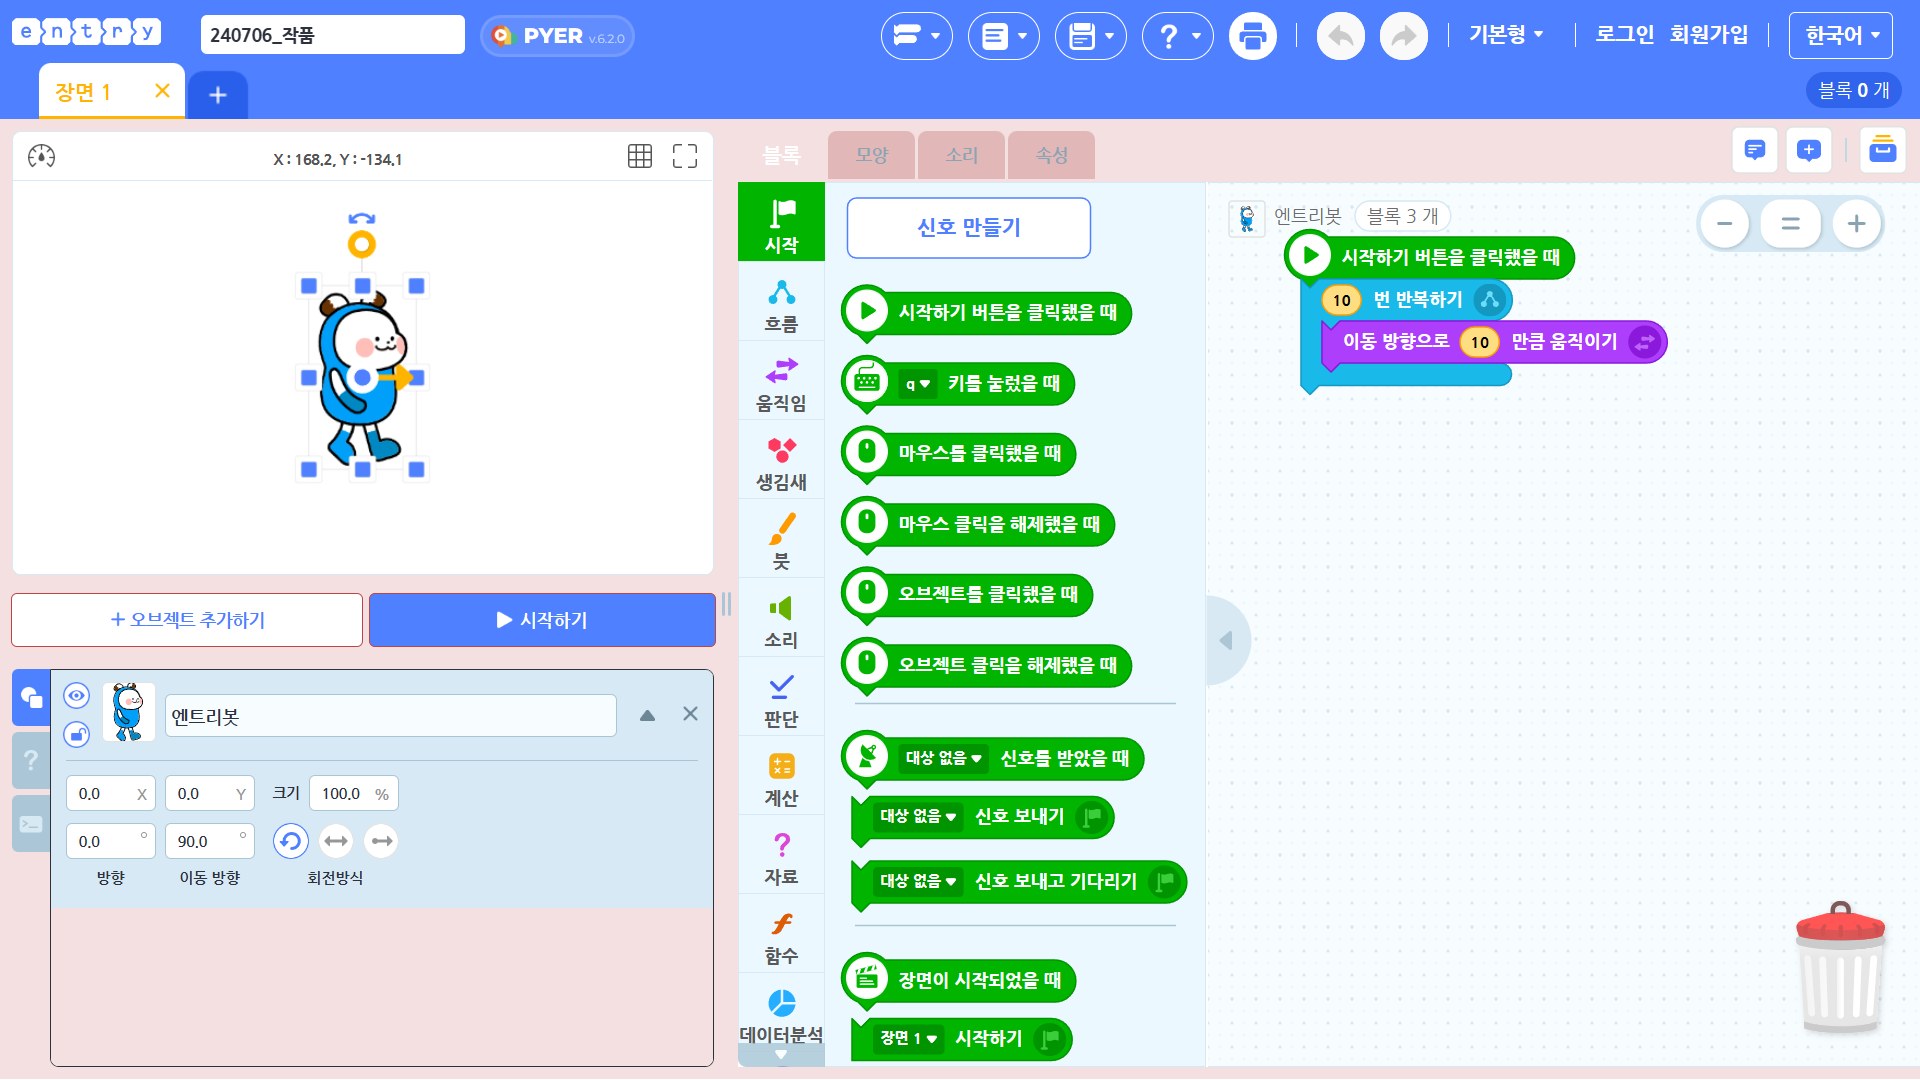 entry
240706_작품
PYER v.6.2.0
기본형
로그인
회원가입
한국어
장면 1
블록 0 개
X : 168.2, Y : -134.1
블록
모양
소리
속성
시작
흐름
움직임
생김새
붓
소리
판단
계산
자료
함수
데이터분석
신호 만들기
시작하기 버튼을 클릭했을 때
q 키를 눌렀을 때
마우스를 클릭했을 때
마우스 클릭을 해제했을 때
오브젝트를 클릭했을 때
오브젝트 클릭을 해제했을 때
대상 없음 신호를 받았을 때
대상 없음 신호 보내기
대상 없음 신호 보내고 기다리기
장면이 시작되었을 때
장면 1 시작하기
엔트리봇
블록 3 개
시작하기 버튼을 클릭했을 때
10 번 반복하기
이동 방향으로 10 만큼 움직이기
+ 오브젝트 추가하기
시작하기
엔트리봇
0.0 X
0.0 Y
크기 100.0 %
0.0 °
90.0 °
방향
이동 방향
회전방식